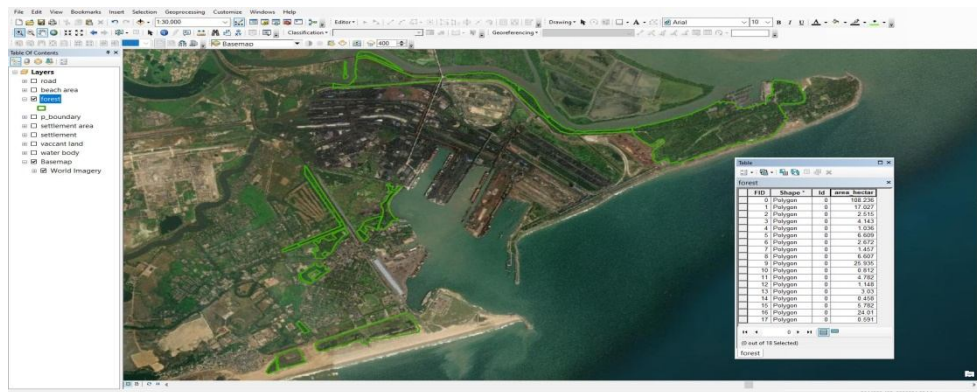 File Edit View Bookmarks Insert Selection Geoprocessing Customize Windows Help
1:30,000 Editor Drawing Arial 10 B I U A
Classification Georeferencing
Basemap 400
Table Of Contents
Layers
road
beach area
forest
p_boundary
settlement area
settlement
vaccant land
water body
Basemap
World Imagery
Table
forest
FID Shape * Id area_hectar
0 Polygon 0 108.236
1 Polygon 0 17.027
2 Polygon 0 2.515
3 Polygon 0 4.143
4 Polygon 0 1.036
5 Polygon 0 6.609
6 Polygon 0 2.672
7 Polygon 0 1.457
8 Polygon 0 6.607
9 Polygon 0 25.935
10 Polygon 0 6.812
11 Polygon 0 4.782
12 Polygon 0 1.148
13 Polygon 0 3.03
14 Polygon 0 0.458
15 Polygon 0 5.782
16 Polygon 0 24.01
17 Polygon 0 0.591
0
(0 out of 18 Selected)
forest